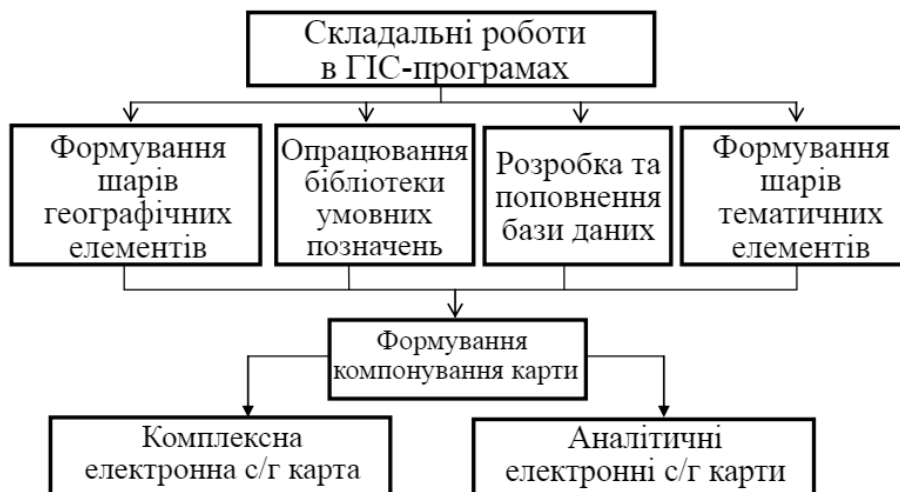 Складальні роботи
в ГІС-програмах
Формування
шарів
географічних
елементів
Опрацювання
бібліотеки
умовних
позначень
Розробка та
поповнення
бази даних
Формування
шарів
тематичних
елементів
Формування
компонування карти
Комплексна
електронна с/г карта
Аналітичні
електронні с/г карти